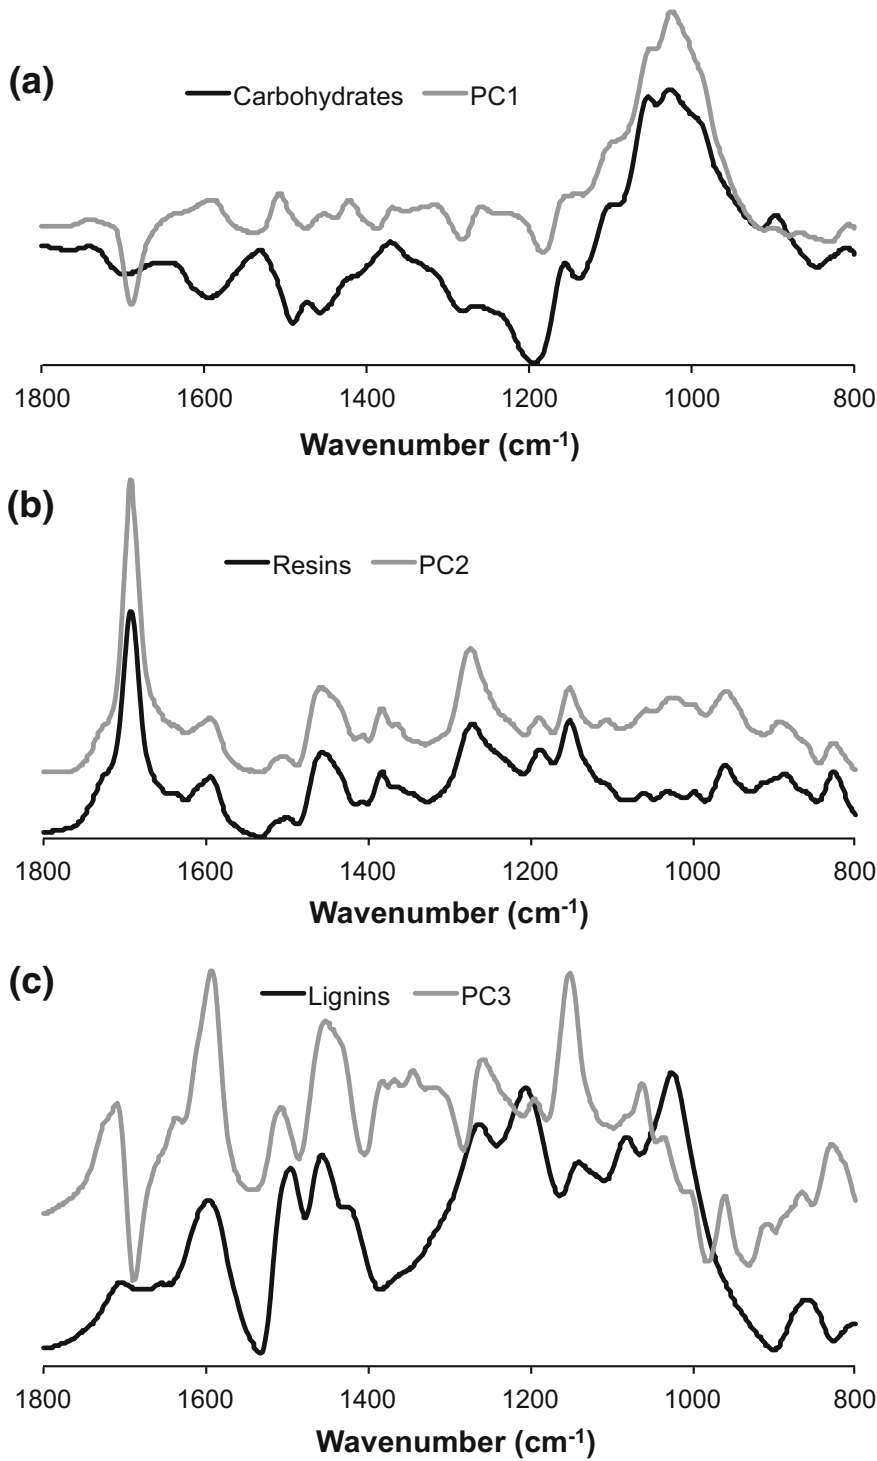 (a)
Carbohydrates PC1
1800 1600 1400 1200 1000 800
Wavenumber (cm-1)
(b)
Resins PC2
1800 1600 1400 1200 1000 800
Wavenumber (cm-1)
(c)
Lignins PC3
1800 1600 1400 1200 1000 800
Wavenumber (cm-1)